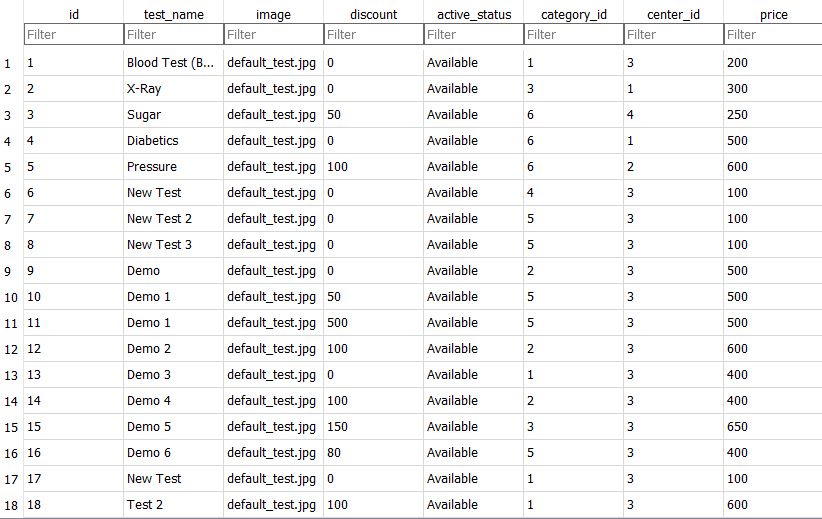 id test_name image discount active_status category_id center_id price
Filter Filter Filter Filter Filter Filter Filter Filter
1 1 Blood Test (B... default_test.jpg 0 Available 1 3 200
2 2 X-Ray default_test.jpg 0 Available 3 1 300
3 3 Sugar default_test.jpg 50 Available 6 4 250
4 4 Diabetics default_test.jpg 0 Available 6 1 500
5 5 Pressure default_test.jpg 100 Available 6 2 600
6 6 New Test default_test.jpg 0 Available 4 3 100
7 7 New Test 2 default_test.jpg 0 Available 5 3 100
8 8 New Test 3 default_test.jpg 0 Available 5 3 100
9 9 Demo default_test.jpg 0 Available 2 3 500
10 10 Demo 1 default_test.jpg 50 Available 5 3 500
11 11 Demo 1 default_test.jpg 500 Available 5 3 500
12 12 Demo 2 default_test.jpg 100 Available 2 3 600
13 13 Demo 3 default_test.jpg 0 Available 1 3 400
14 14 Demo 4 default_test.jpg 100 Available 2 3 400
15 15 Demo 5 default_test.jpg 150 Available 3 3 650
16 16 Demo 6 default_test.jpg 80 Available 5 3 400
17 17 New Test default_test.jpg 0 Available 1 3 100
18 18 Test 2 default_test.jpg 100 Available 1 3 600